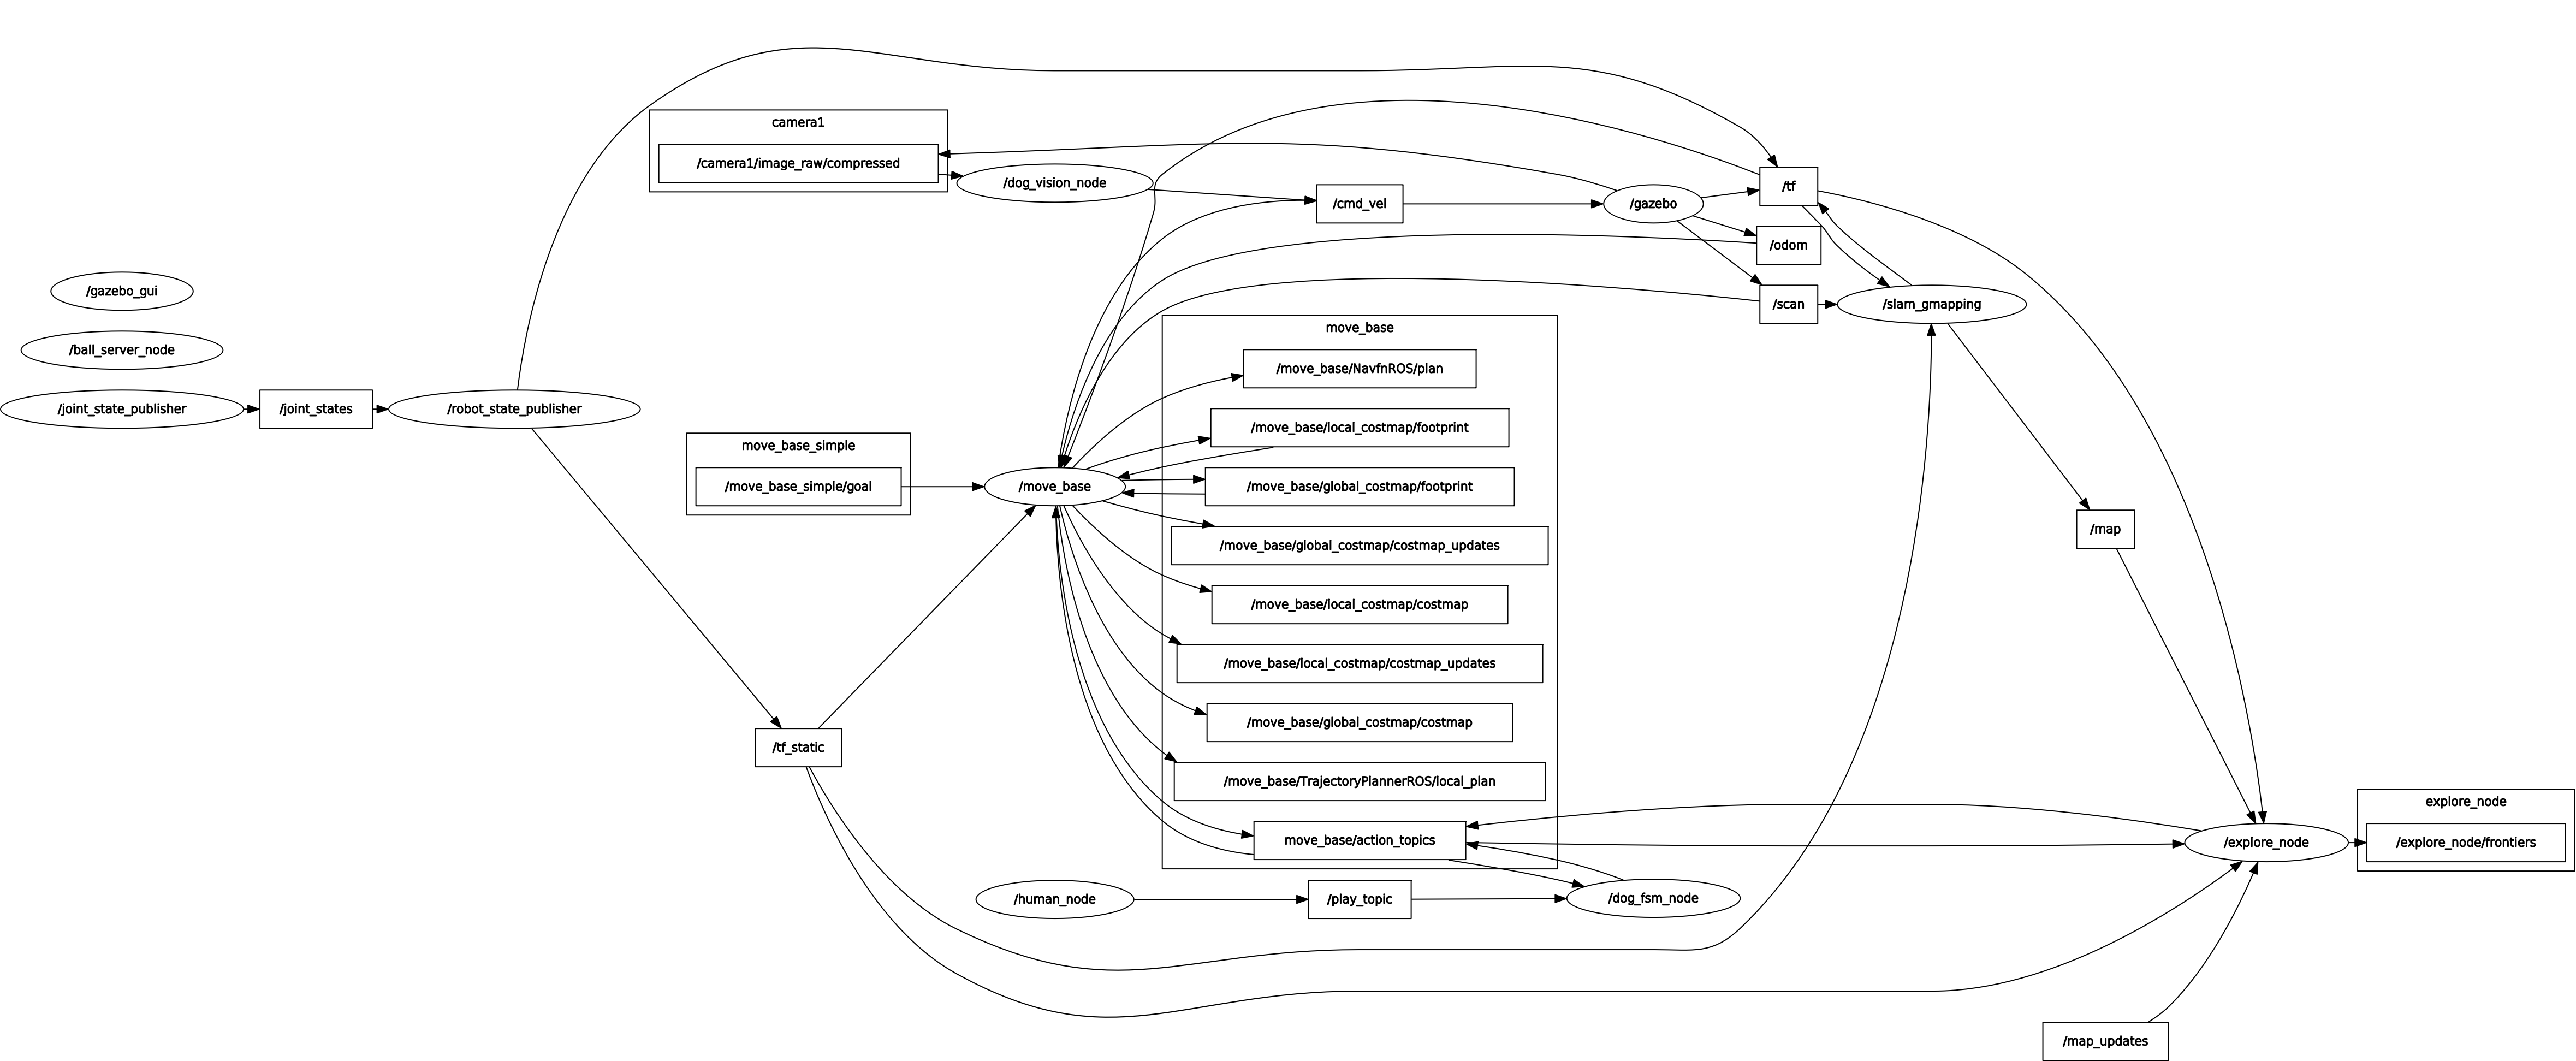 camera1
/camera1/image_raw/compressed
/dog_vision_node
/cmd_vel
/gazebo
/tf
/odom
/gazebo_gui
/scan
/slam_gmapping
/ball_server_node
move_base
/move_base/NavfnROS/plan
/joint_state_publisher
/joint_states
/robot_state_publisher
/move_base/local_costmap/footprint
move_base_simple
/move_base_simple/goal
/move_base
/move_base/global_costmap/footprint
/map
/move_base/global_costmap/costmap_updates
/move_base/local_costmap/costmap
/move_base/local_costmap/costmap_updates
/move_base/global_costmap/costmap
/tf_static
/move_base/TrajectoryPlannerROS/local_plan
explore_node
move_base/action_topics
/explore_node
/explore_node/frontiers
/human_node
/play_topic
/dog_fsm_node
/map_updates